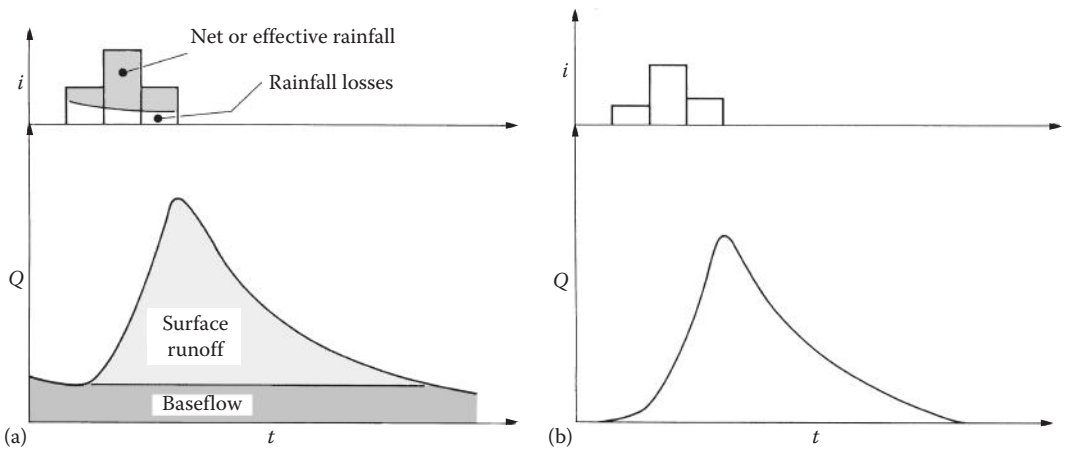 Net or effective rainfall
i
Rainfall losses
Q
Surface
runoff
Baseflow
(a)
t
i
Q
(b)
t